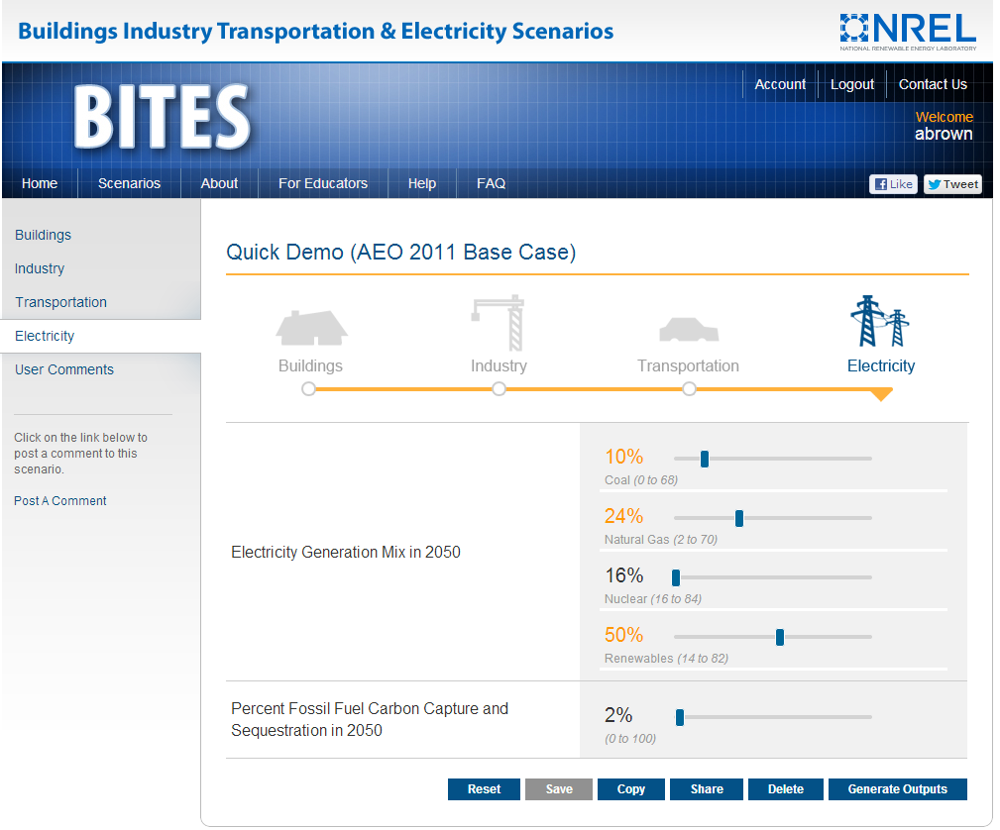 Buildings Industry Transportation & Electricity Scenarios
NREL
NATIONAL RENEWABLE ENERGY LABORATORY
BITES
Account
Logout
Contact Us
Welcome
abrown
Home
Scenarios
About
For Educators
Help
FAQ
Like
Tweet
Buildings
Industry
Transportation
Electricity
User Comments
Click on the link below to
post a comment to this
scenario.
Post A Comment
Quick Demo (AEO 2011 Base Case)
Buildings
Industry
Transportation
Electricity
Electricity Generation Mix in 2050
10%
Coal (0 to 68)
24%
Natural Gas (2 to 70)
16%
Nuclear (16 to 84)
50%
Renewables (14 to 82)
Percent Fossil Fuel Carbon Capture and
Sequestration in 2050
2%
(0 to 100)
Reset
Save
Copy
Share
Delete
Generate Outputs